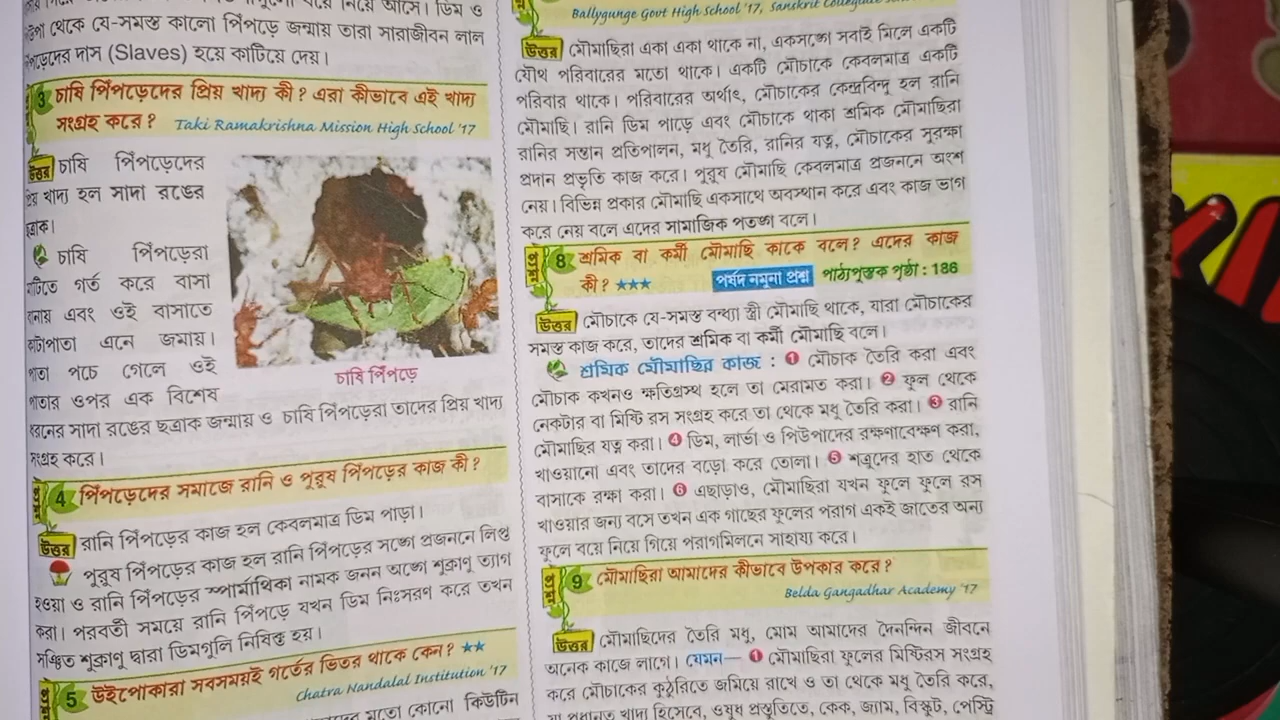 থেকে যে-সমস্ত কালো পিঁপড়ে জন্মায় তারা সারাজীবন লাল
দাস (Slaves) হয়ে কাটিয়ে দেয়।
3 চাষি পিঁপড়েদের প্রিয় খাদ্য কী? এরা কীভাবে এই খাদ্য
সংগ্রহ করে? Taki Ramakrishna Mission High School '17
উত্তর চাষি পিঁপড়েদের
প্রিয় খাদ্য হল সাদা রঙের
ছত্রাক।
চাষি পিঁপড়েরা
মাটিতে গর্ত করে বাসা
বানায় এবং ওই বাসাতে
কাটাপাতা এনে জমায়।
পাতা পচে গেলে ওই
পাতার ওপর এক বিশেষ
ধরনের সাদা রঙের ছত্রাক জন্মায় ও চাষি পিঁপড়েরা তাদের প্রিয় খাদ্য
সংগ্রহ করে।
চাষি পিঁপড়ে
4 পিঁপড়েদের সমাজে রানি ও পুরুষ পিঁপড়ের কাজ কী?
উত্তর রানি পিঁপড়ের কাজ হল কেবলমাত্র ডিম পাড়া।
পুরুষ পিঁপড়ের কাজ হল রানি পিঁপড়ের সঙ্গে প্রজননে লিপ্ত
হওয়া ও রানি পিঁপড়ের স্পার্মাথিকা নামক জনন অঙ্গে শুক্রাণু ত্যাগ
করা। পরবর্তী সময়ে রানি পিঁপড়ে যখন ডিম নিঃসরণ করে তখন
সঞ্চিত শুক্রাণু দ্বারা ডিমগুলি নিষিক্ত হয়।
5 উইপোকারা সবসময়ই গর্তের ভিতর থাকে কেন? ★★
Chatra Nandalal Institution '17
মতো কোনো কিউটিন
Ballygunge Govt High School '17, Sanskrit Collegiate
উত্তর মৌমাছিরা একা একা থাকে না, একসঙ্গে সবাই মিলে একটি
যৌথ পরিবারের মতো থাকে। একটি মৌচাকে কেবলমাত্র একটি
পরিবার থাকে। পরিবারের অর্থাৎ, মৌচাকের কেন্দ্রবিন্দু হল রানি
মৌমাছি। রানি ডিম পাড়ে এবং মৌচাকে থাকা শ্রমিক মৌমাছিরা
রানির সন্তান প্রতিপালন, মধু তৈরি, রানির যত্ন, মৌচাকের সুরক্ষা
প্রদান প্রভৃতি কাজ করে। পুরুষ মৌমাছি কেবলমাত্র প্রজননে অংশ
নেয়। বিভিন্ন প্রকার মৌমাছি একসাথে অবস্থান করে এবং কাজ ভাগ
করে নেয় বলে এদের সামাজিক পতঙ্গ বলে।
8 শ্রমিক বা কর্মী মৌমাছি কাকে বলে? এদের কাজ
কী? ★★★ পর্ষদ নমুনা প্রশ্ন পাঠ্যপুস্তক পৃষ্ঠা : 186
উত্তর মৌচাকে যে-সমস্ত বন্ধ্যা স্ত্রী মৌমাছি থাকে, যারা মৌচাকের
সমস্ত কাজ করে, তাদের শ্রমিক বা কর্মী মৌমাছি বলে।
শ্রমিক মৌমাছির কাজ : 1 মৌচাক তৈরি করা এবং
মৌচাক কখনও ক্ষতিগ্রস্থ হলে তা মেরামত করা। 2 ফুল থেকে
নেকটার বা মিষ্টি রস সংগ্রহ করে তা থেকে মধু তৈরি করা। 3 রানি
মৌমাছির যত্ন করা। 4 ডিম, লার্ভা ও পিউপাদের রক্ষণাবেক্ষণ করা,
খাওয়ানো এবং তাদের বড়ো করে তোলা। 5 শত্রুদের হাত থেকে
বাসাকে রক্ষা করা। 6 এছাড়াও, মৌমাছিরা যখন ফুলে ফুলে রস
খাওয়ার জন্য বসে তখন এক গাছের ফুলের পরাগ একই জাতের অন্য
ফুলে বয়ে নিয়ে গিয়ে পরাগমিলনে সাহায্য করে।
9 মৌমাছিরা আমাদের কীভাবে উপকার করে?
Belda Gangadhar Academy '17
উত্তর মৌমাছিদের তৈরি মধু, মোম আমাদের দৈনন্দিন জীবনে
অনেক কাজে লাগে। যেমন— 1 মৌমাছিরা ফুলের মিষ্টিরস সংগ্রহ
করে মৌচাকের কুঠুরিতে জমিয়ে রাখে ও তা থেকে মধু তৈরি করে,
যা প্রধানত খাদ্য হিসেবে, ওষুধ প্রস্তুতিতে, কেক, জ্যাম, বিস্কুট, পেস্ট্রি